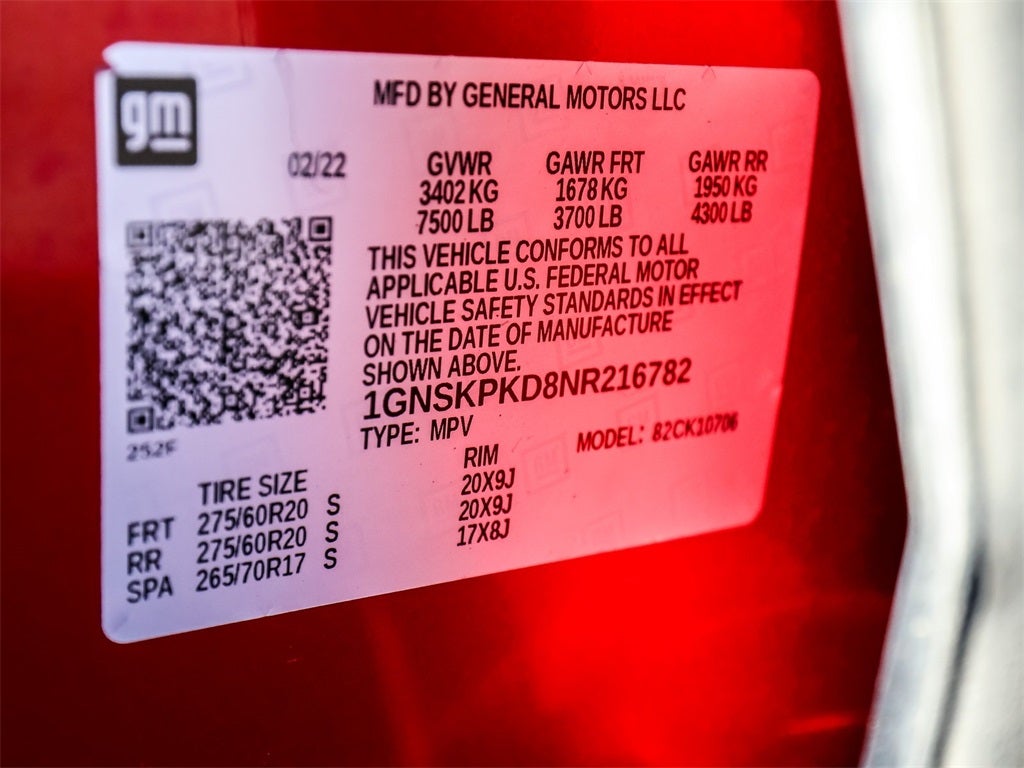 gm
MFD BY GENERAL MOTORS LLC
02/22 GVWR GAWR FRT GAWR RR
3402 KG 1678 KG 1950 KG
7500 LB 3700 LB 4300 LB
THIS VEHICLE CONFORMS TO ALL
APPLICABLE U.S. FEDERAL MOTOR
VEHICLE SAFETY STANDARDS IN EFFECT
ON THE DATE OF MANUFACTURE
SHOWN ABOVE.
1GNSKPKD8NR216782
TYPE: MPV MODEL: 82CK10706
252F
TIRE SIZE RIM
FRT 275/60R20 S 20X9J
RR 275/60R20 S 20X9J
SPA 265/70R17 S 17X8J